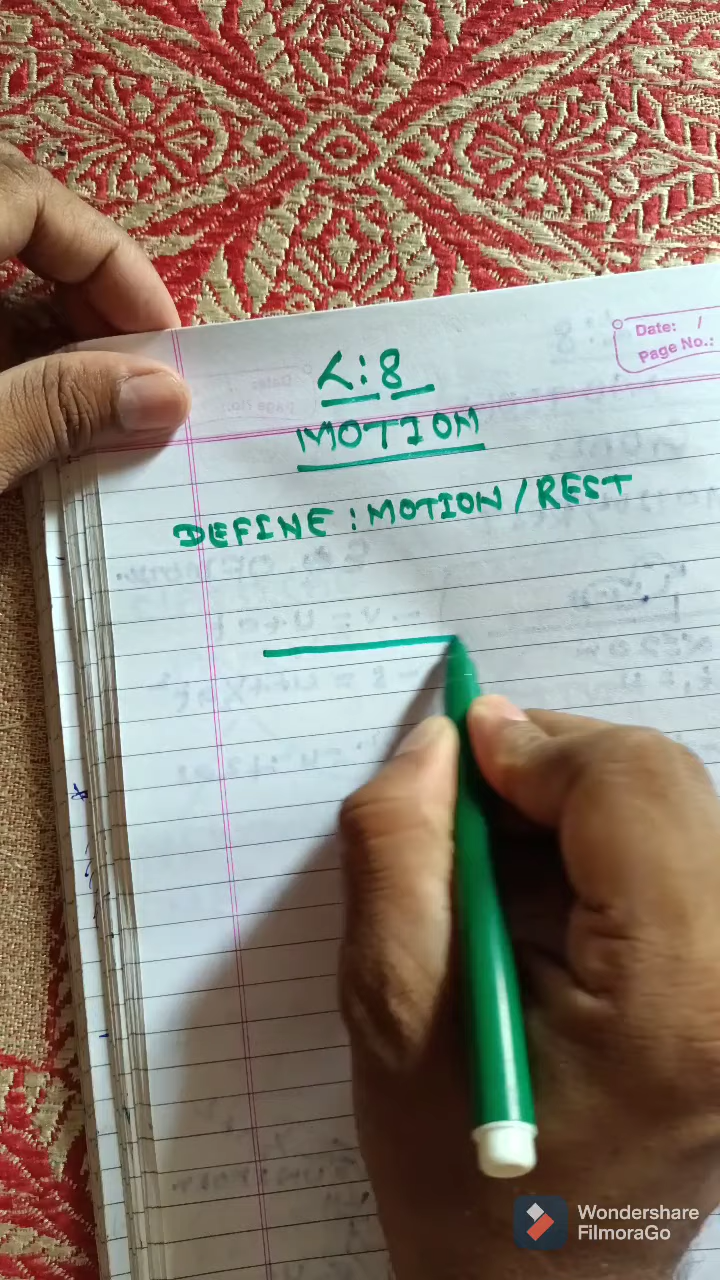 L:8
Date: /
Page No.:
MOTION
DEFINE: MOTION/REST
Wondershare
FilmoraGo